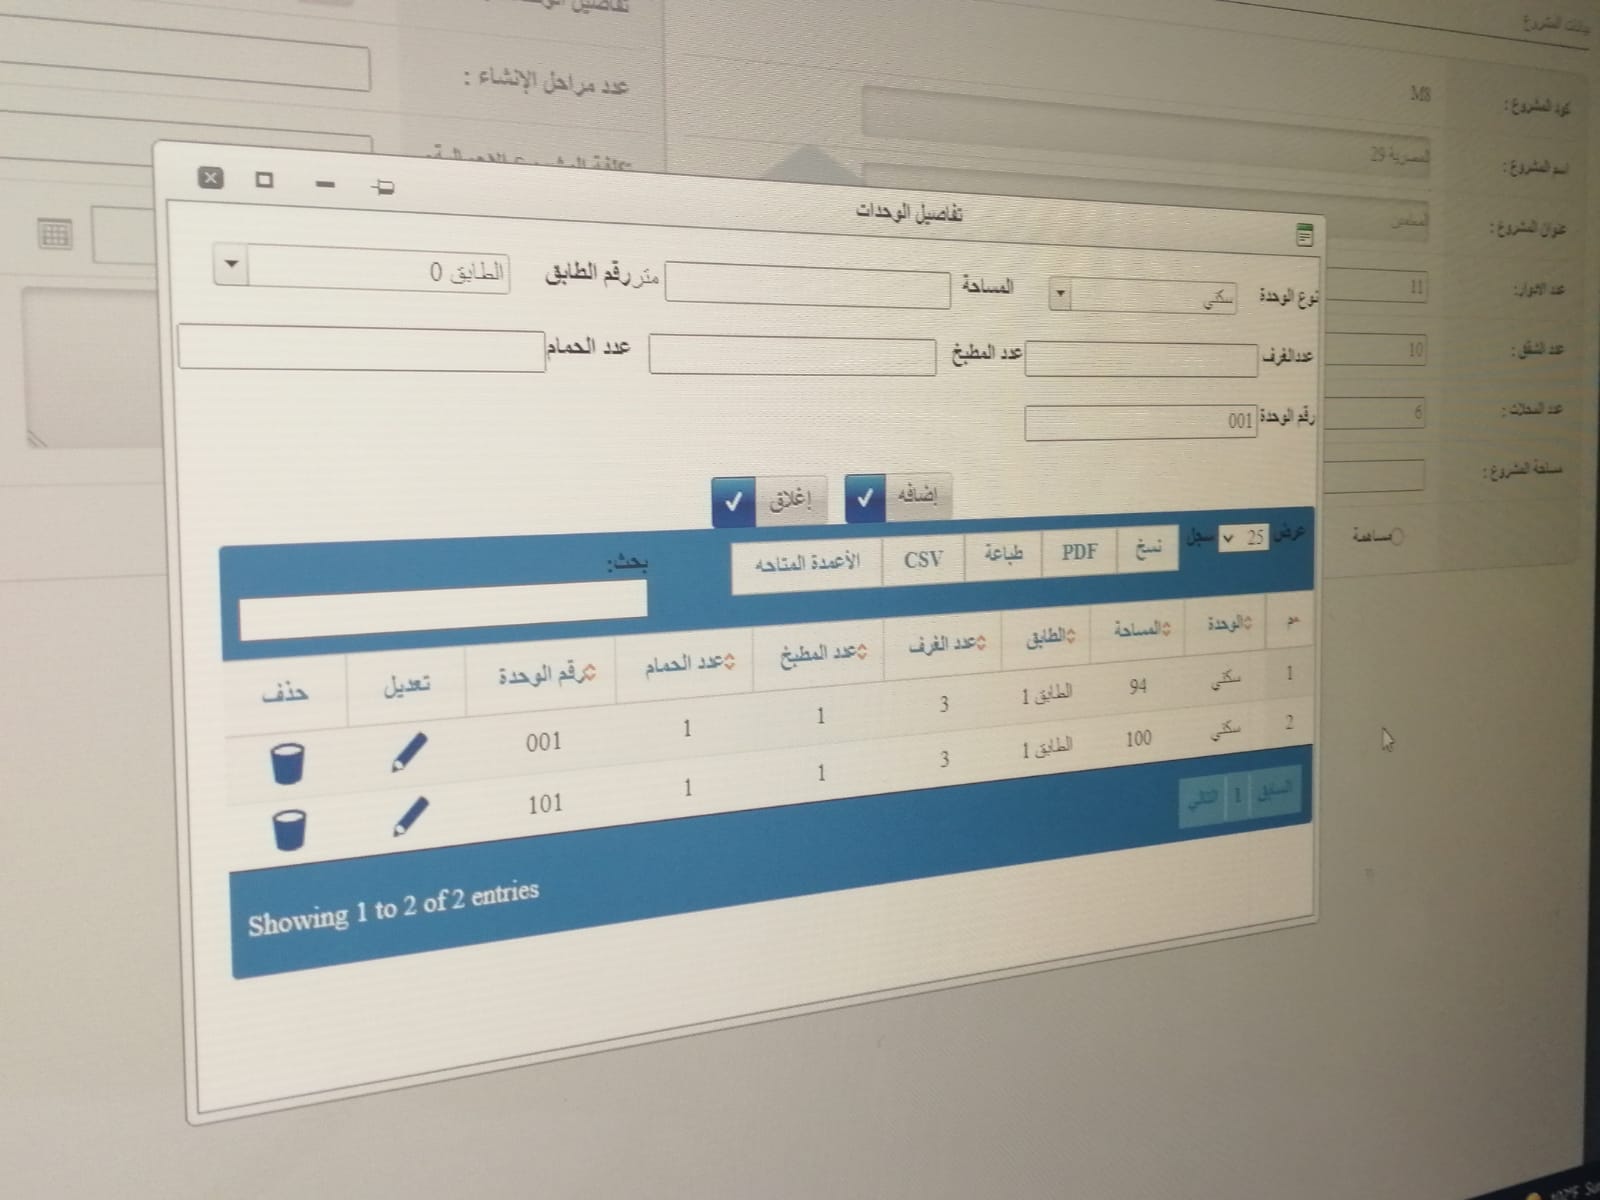 بيانات المشروع
كود المشروع : M8
عدد مراحل الإنشاء :
اسم المشروع : المصرية 29
عنوان المشروع :
عدد الادوار: 11
عدد الشقق : 10
عدد المحلات : 6
مساحة المشروع :
مساهمة
تفاصيل الوحدات
نوع الوحدة سكني المساحة متر رقم الطابق الطابق 0
عدد الغرف عدد المطبخ عدد الحمام
رقم الوحدة 001
إضافه إغلاق
عرض 25 سجل نسخ PDF طباعة CSV الأعمدة المتاحه بحث:
م الوحدة المساحة الطابق عدد الغرف عدد المطبخ عدد الحمام رقم الوحدة تعديل حذف
1 سكني 94 الطابق 1 3 1 1 001
2 سكني 100 الطابق 1 3 1 1 101
السابق 1 التالي
Showing 1 to 2 of 2 entries